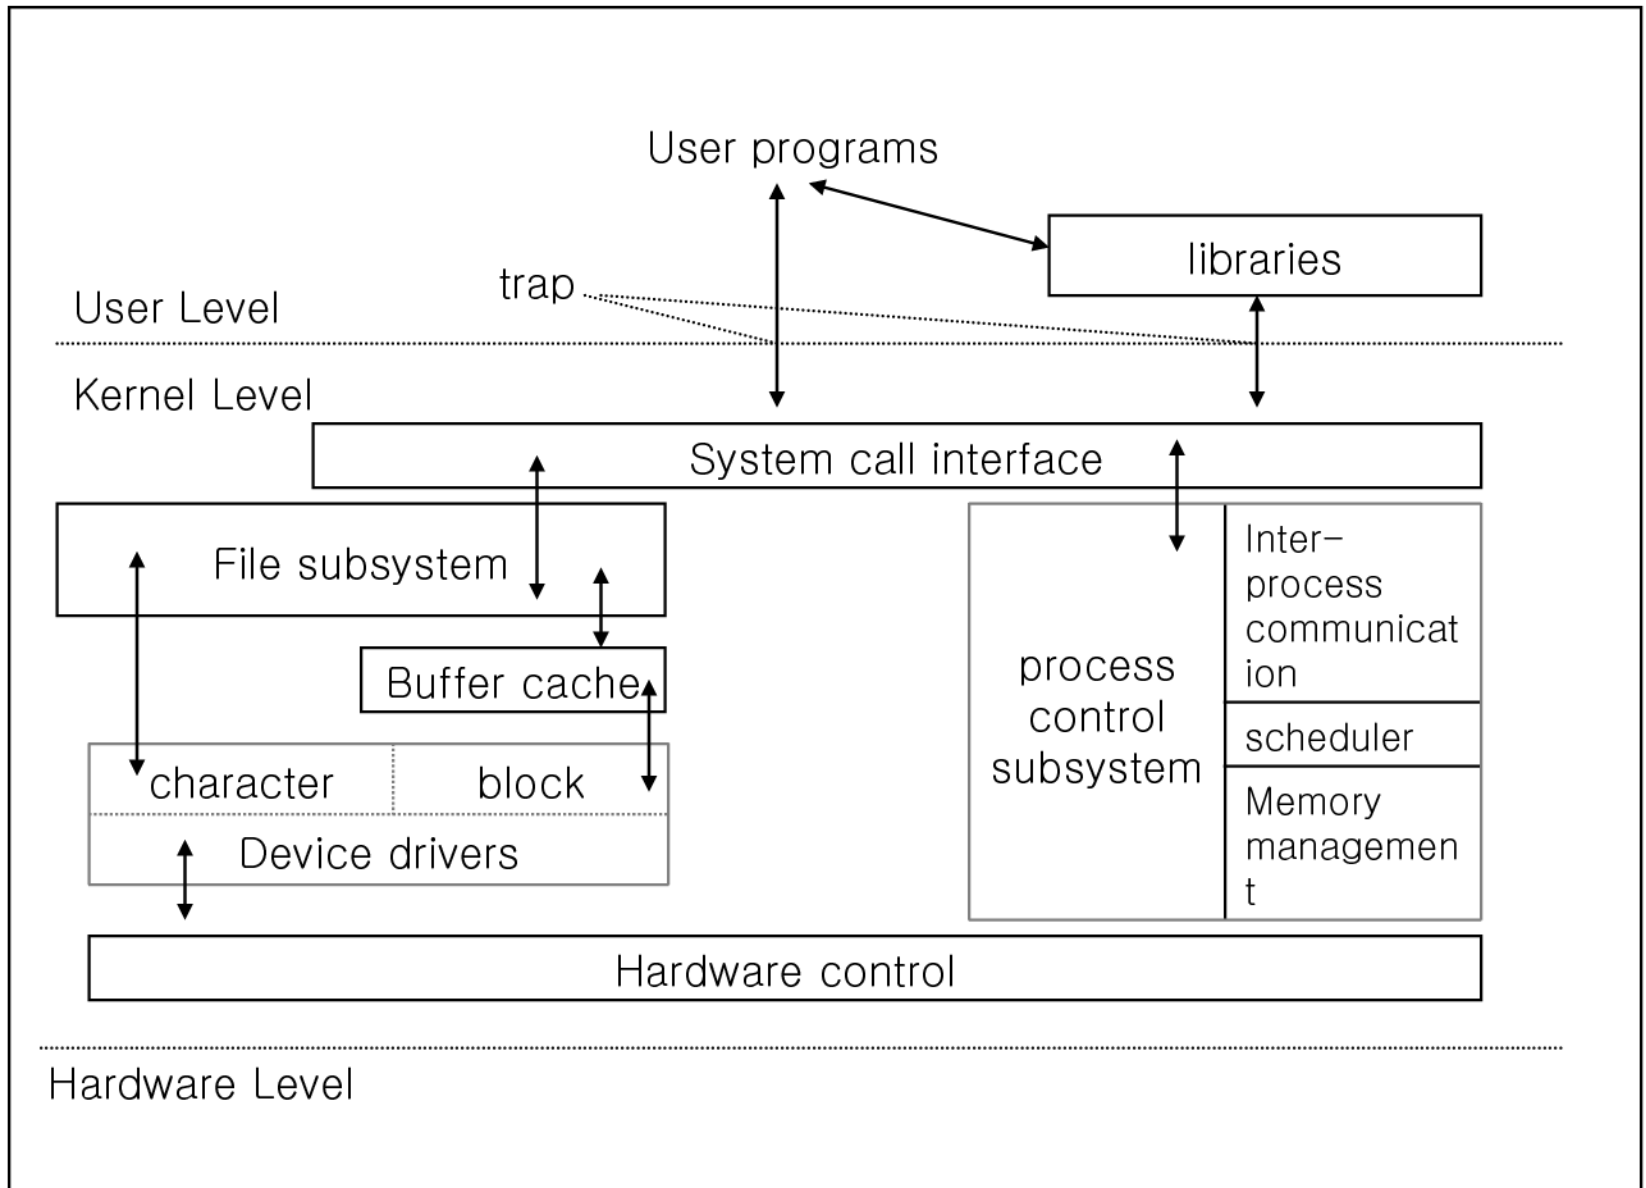 User programs
libraries
trap
User Level
Kernel Level
System call interface
File subsystem
Inter-
process
communicat
ion
Buffer cache
process
control
subsystem
scheduler
character
block
Memory
managemen
t
Device drivers
Hardware control
Hardware Level